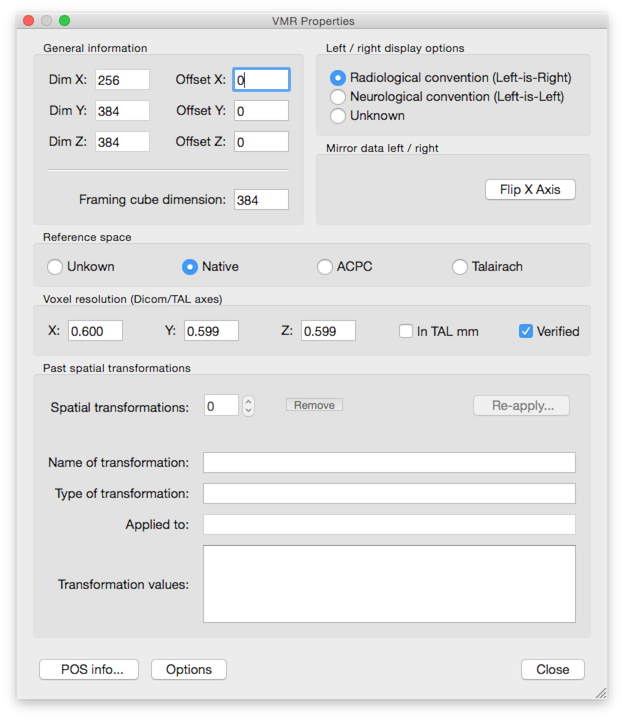 VMR Properties
General information
Dim X: 256 Offset X: 0
Dim Y: 384 Offset Y: 0
Dim Z: 384 Offset Z: 0
Framing cube dimension: 384
Left / right display options
Radiological convention (Left-is-Right)
Neurological convention (Left-is-Left)
Unknown
Mirror data left / right
Flip X Axis
Reference space
Unkown Native ACPC Talairach
Voxel resolution (Dicom/TAL axes)
X: 0.600 Y: 0.599 Z: 0.599 In TAL mm Verified
Past spatial transformations
Spatial transformations: 0 Remove Re-apply...
Name of transformation:
Type of transformation:
Applied to:
Transformation values:
POS info... Options Close